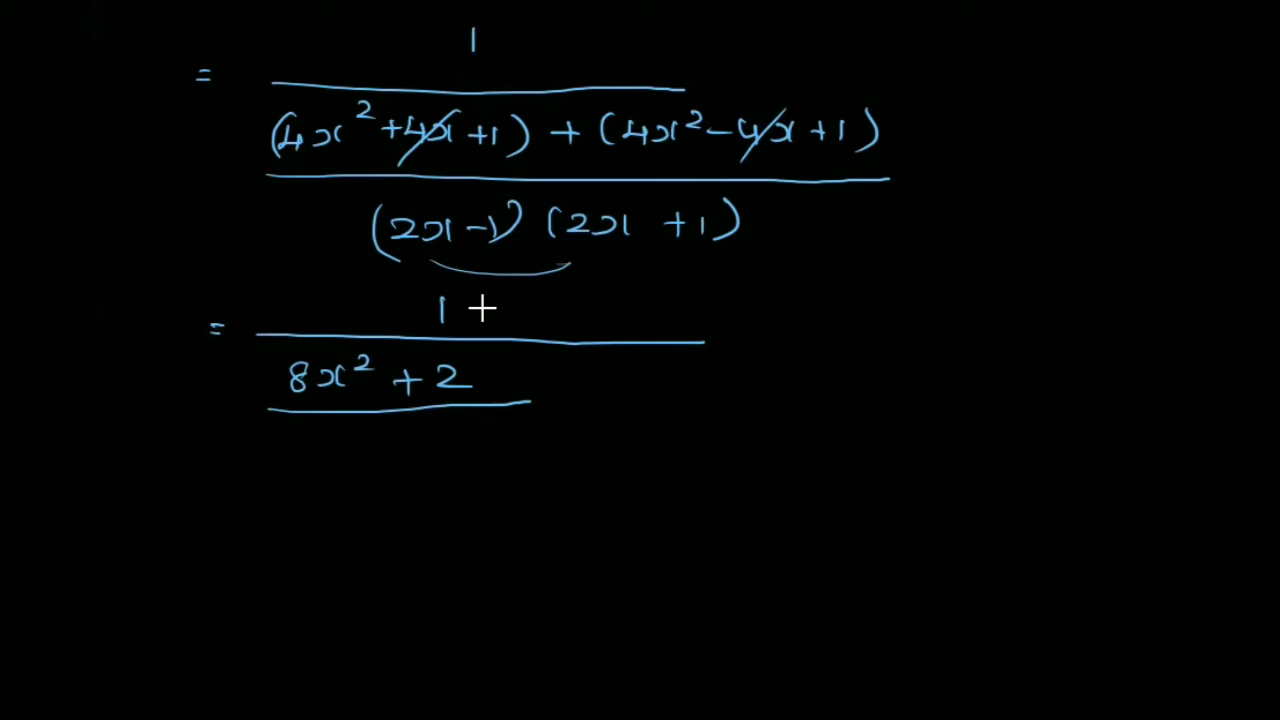 1
=
(4x² + 4x + 1) + (4x² - 4x + 1)
(2x - 1) (2x + 1)
1
=
8x² + 2